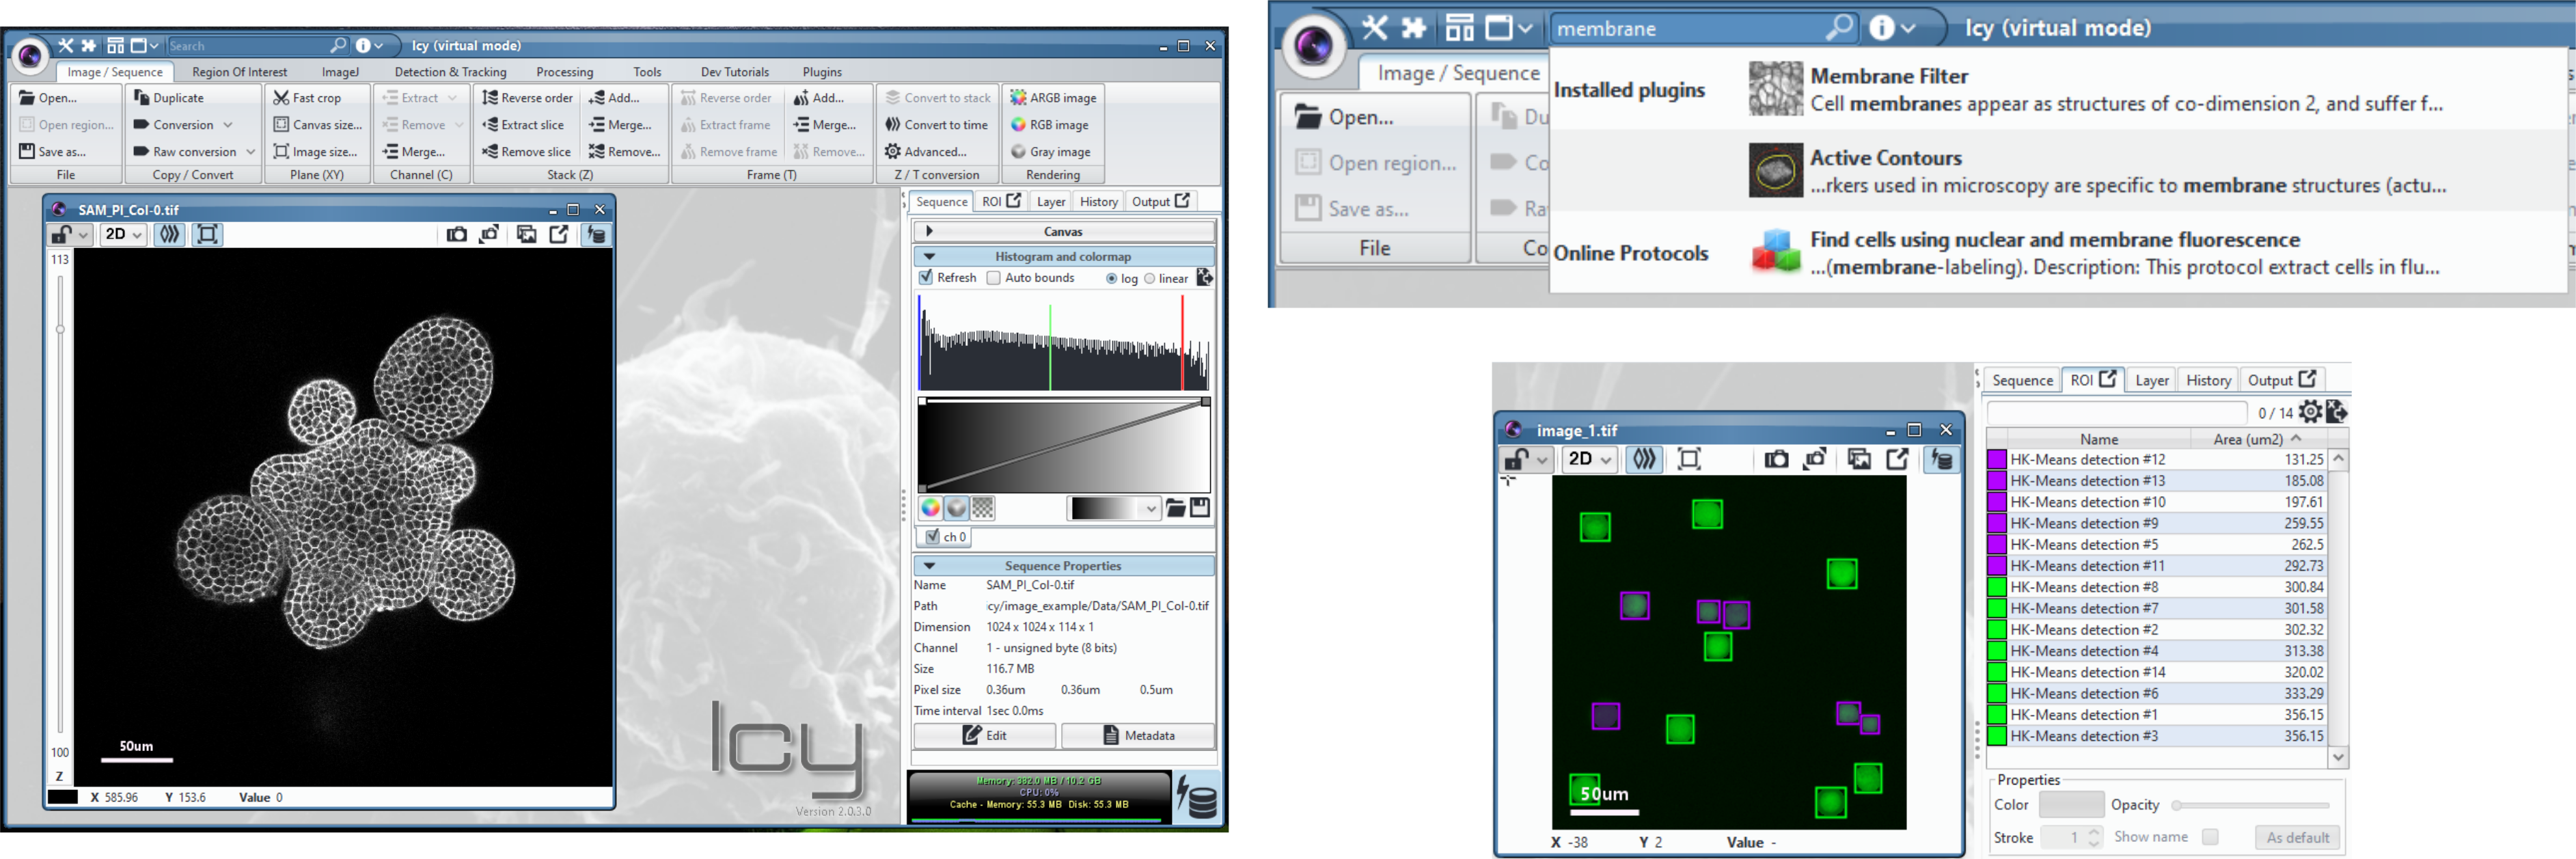 Search
Icy (virtual mode)
Image / Sequence Region Of Interest ImageJ Detection & Tracking Processing Tools Dev Tutorials Plugins
Open... Duplicate Fast crop Extract Reverse order Add... Reverse order Add... Convert to stack ARGB image
Open region... Conversion Canvas size... Remove Extract slice Merge... Extract frame Merge... Convert to time RGB image
Save as... Raw conversion Image size... Merge... Remove slice Remove... Remove frame Remove... Advanced... Gray image
File Copy / Convert Plane (XY) Channel (C) Stack (Z) Frame (T) Z / T conversion Rendering
SAM_PI_Col-0.tif
2D
113
50um
100
Z
X 585.96 Y 153.6 Value 0
Icy
Version 2.0.3.0
Sequence ROI Layer History Output
Canvas
Histogram and colormap
Refresh Auto bounds log linear
ch 0
Sequence Properties
Name SAM_PI_Col-0.tif
Path cy/image_example/Data/SAM_PI_Col-0.tif
Dimension 1024 x 1024 x 114 x 1
Channel 1 - unsigned byte (8 bits)
Size 116.7 MB
Pixel size 0.36um 0.36um 0.5um
Time interval 1sec 0.0ms
Edit Metadata
Memory: 382.0 MB / 10.2 GB
CPU: 0%
Cache - Memory: 55.3 MB Disk: 55.3 MB
membrane
Icy (virtual mode)
Image / Sequence
Open... Du
Open region... Co
Save as... Ra
File Co
Installed plugins
Membrane Filter
Cell membranes appear as structures of co-dimension 2, and suffer f...
Active Contours
...rkers used in microscopy are specific to membrane structures (actu...
Online Protocols
Find cells using nuclear and membrane fluorescence
...(membrane-labeling). Description: This protocol extract cells in flu...
image_1.tif
2D
50um
X -38 Y 2 Value -
Sequence ROI Layer History Output
0 / 14
Name Area (um2)
HK-Means detection #12 131.25
HK-Means detection #13 185.08
HK-Means detection #10 197.61
HK-Means detection #9 259.55
HK-Means detection #5 262.5
HK-Means detection #11 292.73
HK-Means detection #8 300.84
HK-Means detection #7 301.58
HK-Means detection #2 302.32
HK-Means detection #4 313.38
HK-Means detection #14 320.02
HK-Means detection #6 333.29
HK-Means detection #1 356.15
HK-Means detection #3 356.15
Properties
Color Opacity
Stroke 1 Show name As default